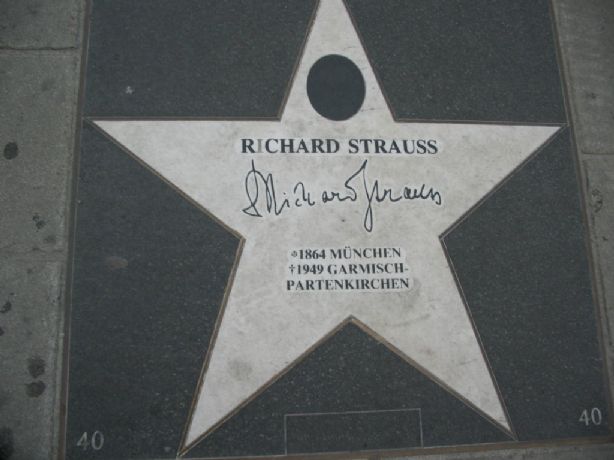 RICHARD STRAUSS
Richard Strauss
*1864 MÜNCHEN
†1949 GARMISCH-
PARTENKIRCHEN
40
40